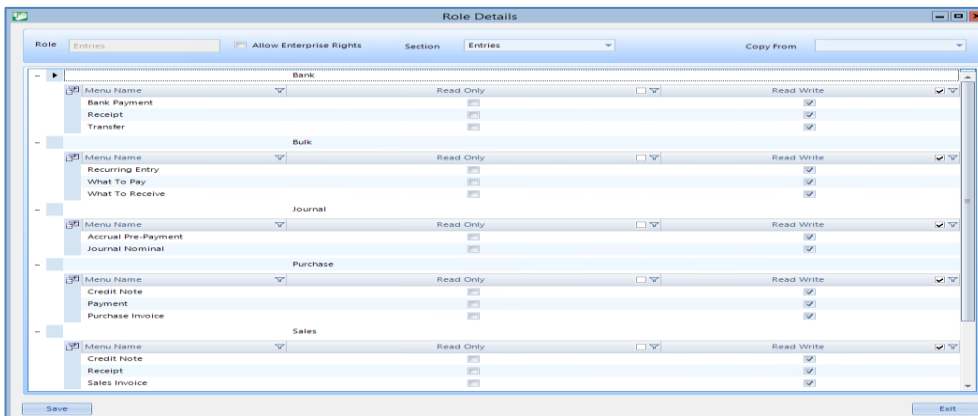 Role Details
Role Entries Allow Enterprise Rights Section Entries Copy From
Bank
Menu Name Read Only Read Write
Bank Payment
Receipt
Transfer
Bulk
Menu Name Read Only Read Write
Recurring Entry
What To Pay
What To Receive
Journal
Menu Name Read Only Read Write
Accrual Pre-Payment
Journal Nominal
Purchase
Menu Name Read Only Read Write
Credit Note
Payment
Purchase Invoice
Sales
Menu Name Read Only Read Write
Credit Note
Receipt
Sales Invoice
Save Exit